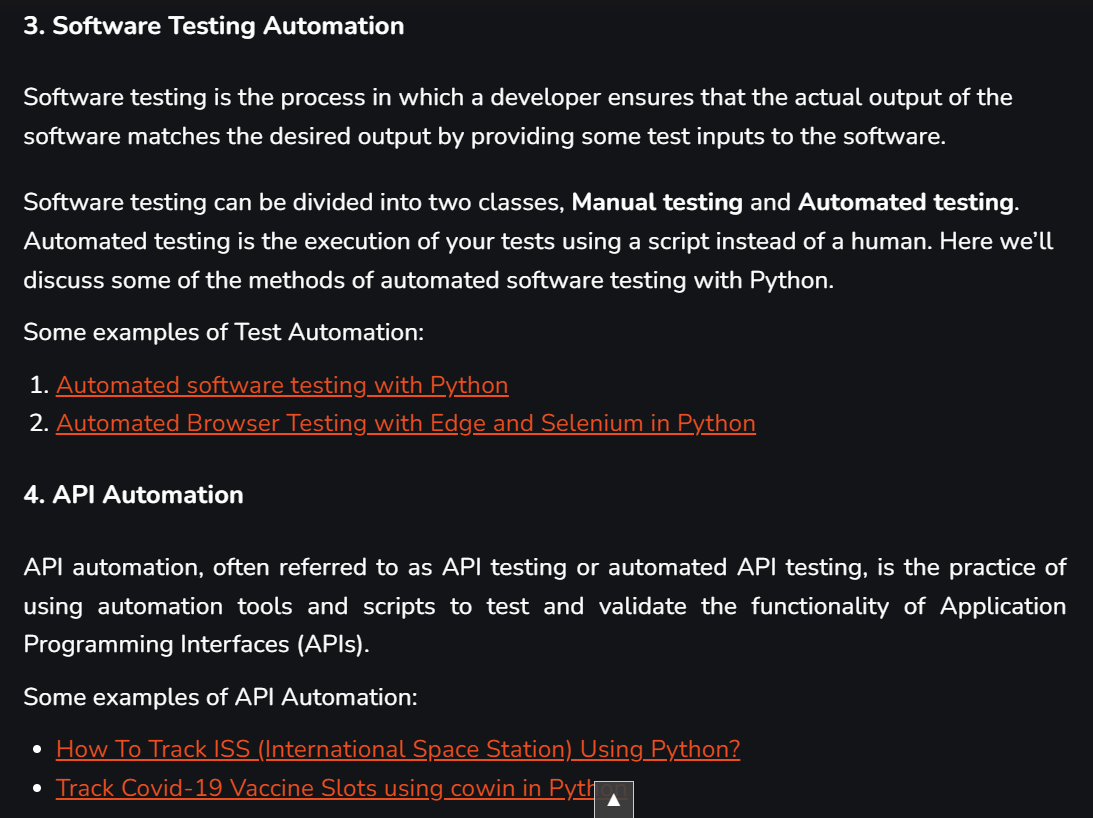 3. Software Testing Automation
Software testing is the process in which a developer ensures that the actual output of the
software matches the desired output by providing some test inputs to the software.
Software testing can be divided into two classes, Manual testing and Automated testing.
Automated testing is the execution of your tests using a script instead of a human. Here we’ll
discuss some of the methods of automated software testing with Python.
Some examples of Test Automation:
1. Automated software testing with Python
2. Automated Browser Testing with Edge and Selenium in Python
4. API Automation
API automation, often referred to as API testing or automated API testing, is the practice of
using automation tools and scripts to test and validate the functionality of Application
Programming Interfaces (APIs).
Some examples of API Automation:
• How To Track ISS (International Space Station) Using Python?
• Track Covid-19 Vaccine Slots using cowin in Python